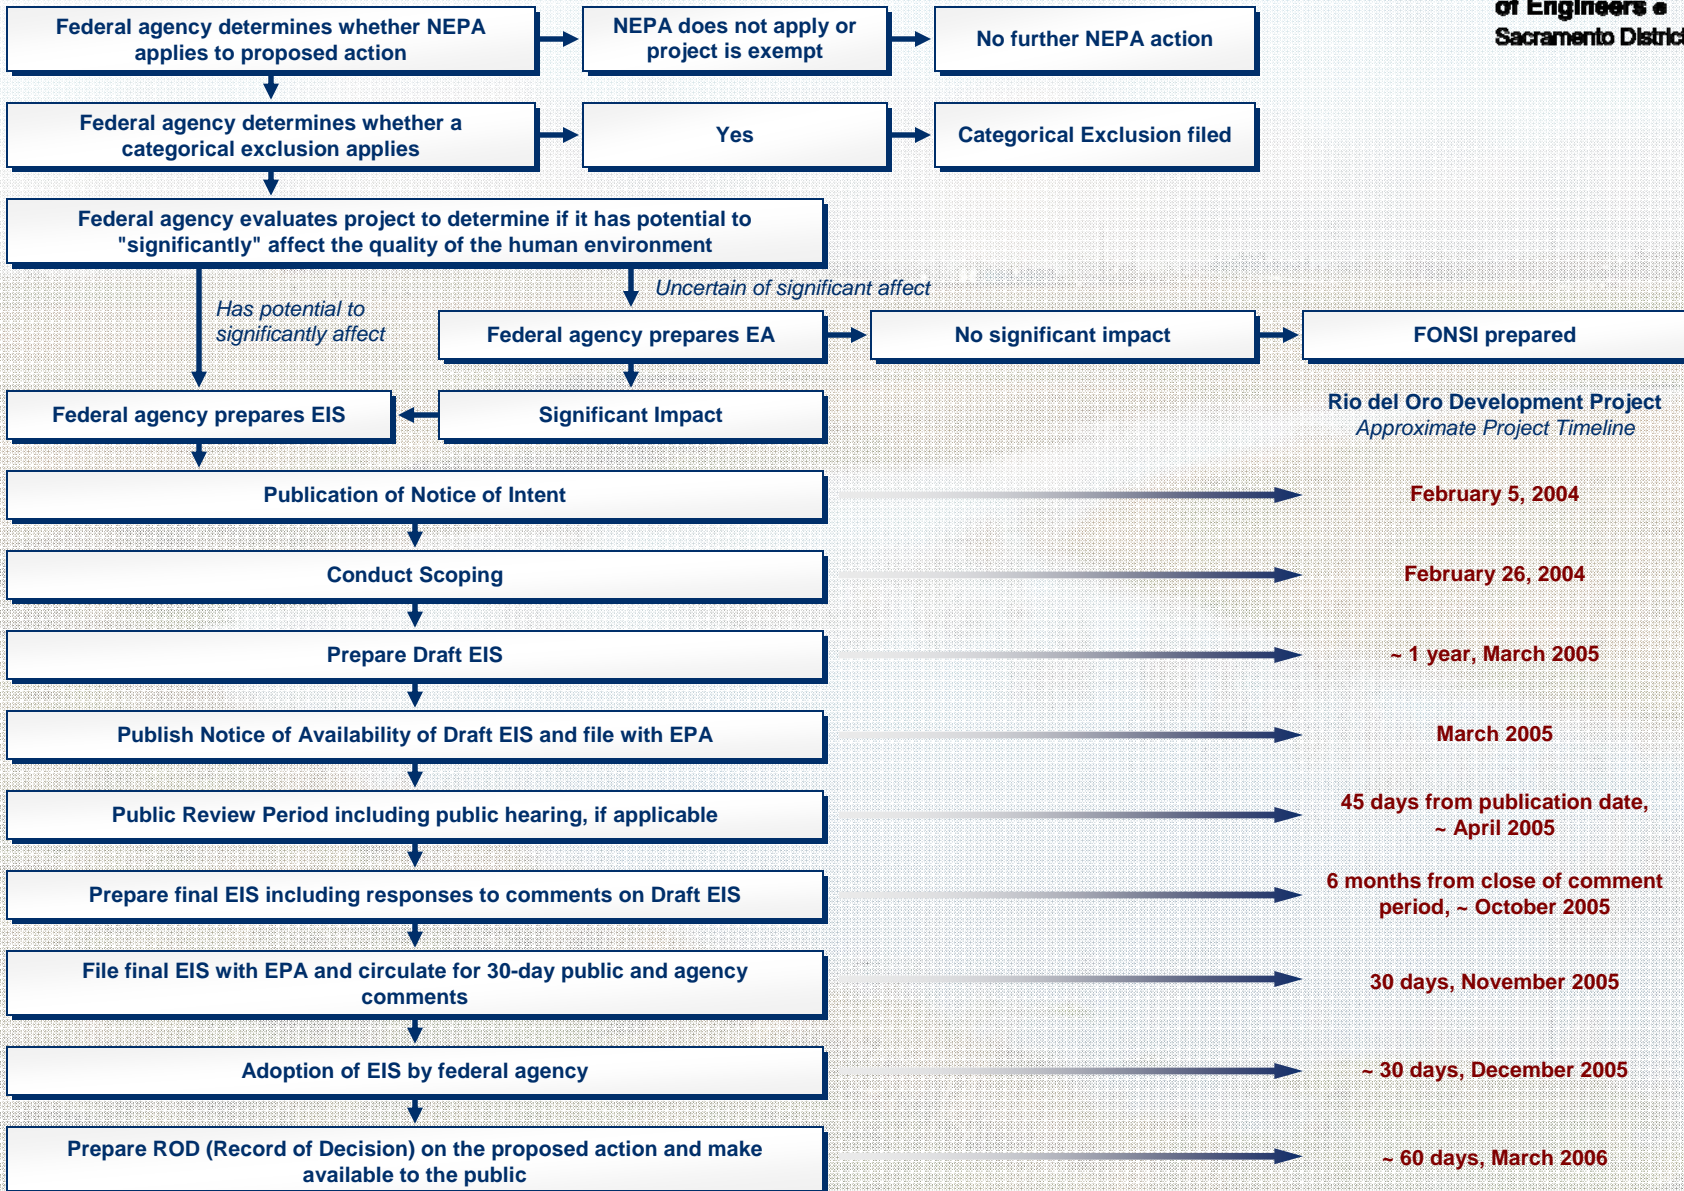 of Engineers
Sacramento District
Federal agency determines whether NEPA
applies to proposed action
NEPA does not apply or
project is exempt
No further NEPA action
Federal agency determines whether a
categorical exclusion applies
Yes
Categorical Exclusion filed
Federal agency evaluates project to determine if it has potential to
"significantly" affect the quality of the human environment
Has potential to
significantly affect
Uncertain of significant affect
Federal agency prepares EA
No significant impact
FONSI prepared
Federal agency prepares EIS
Significant Impact
Rio del Oro Development Project
Approximate Project Timeline
Publication of Notice of Intent
February 5, 2004
Conduct Scoping
February 26, 2004
Prepare Draft EIS
~ 1 year, March 2005
Publish Notice of Availability of Draft EIS and file with EPA
March 2005
Public Review Period including public hearing, if applicable
45 days from publication date,
~ April 2005
Prepare final EIS including responses to comments on Draft EIS
6 months from close of comment
period, ~ October 2005
File final EIS with EPA and circulate for 30-day public and agency
comments
30 days, November 2005
Adoption of EIS by federal agency
~ 30 days, December 2005
Prepare ROD (Record of Decision) on the proposed action and make
available to the public
~ 60 days, March 2006